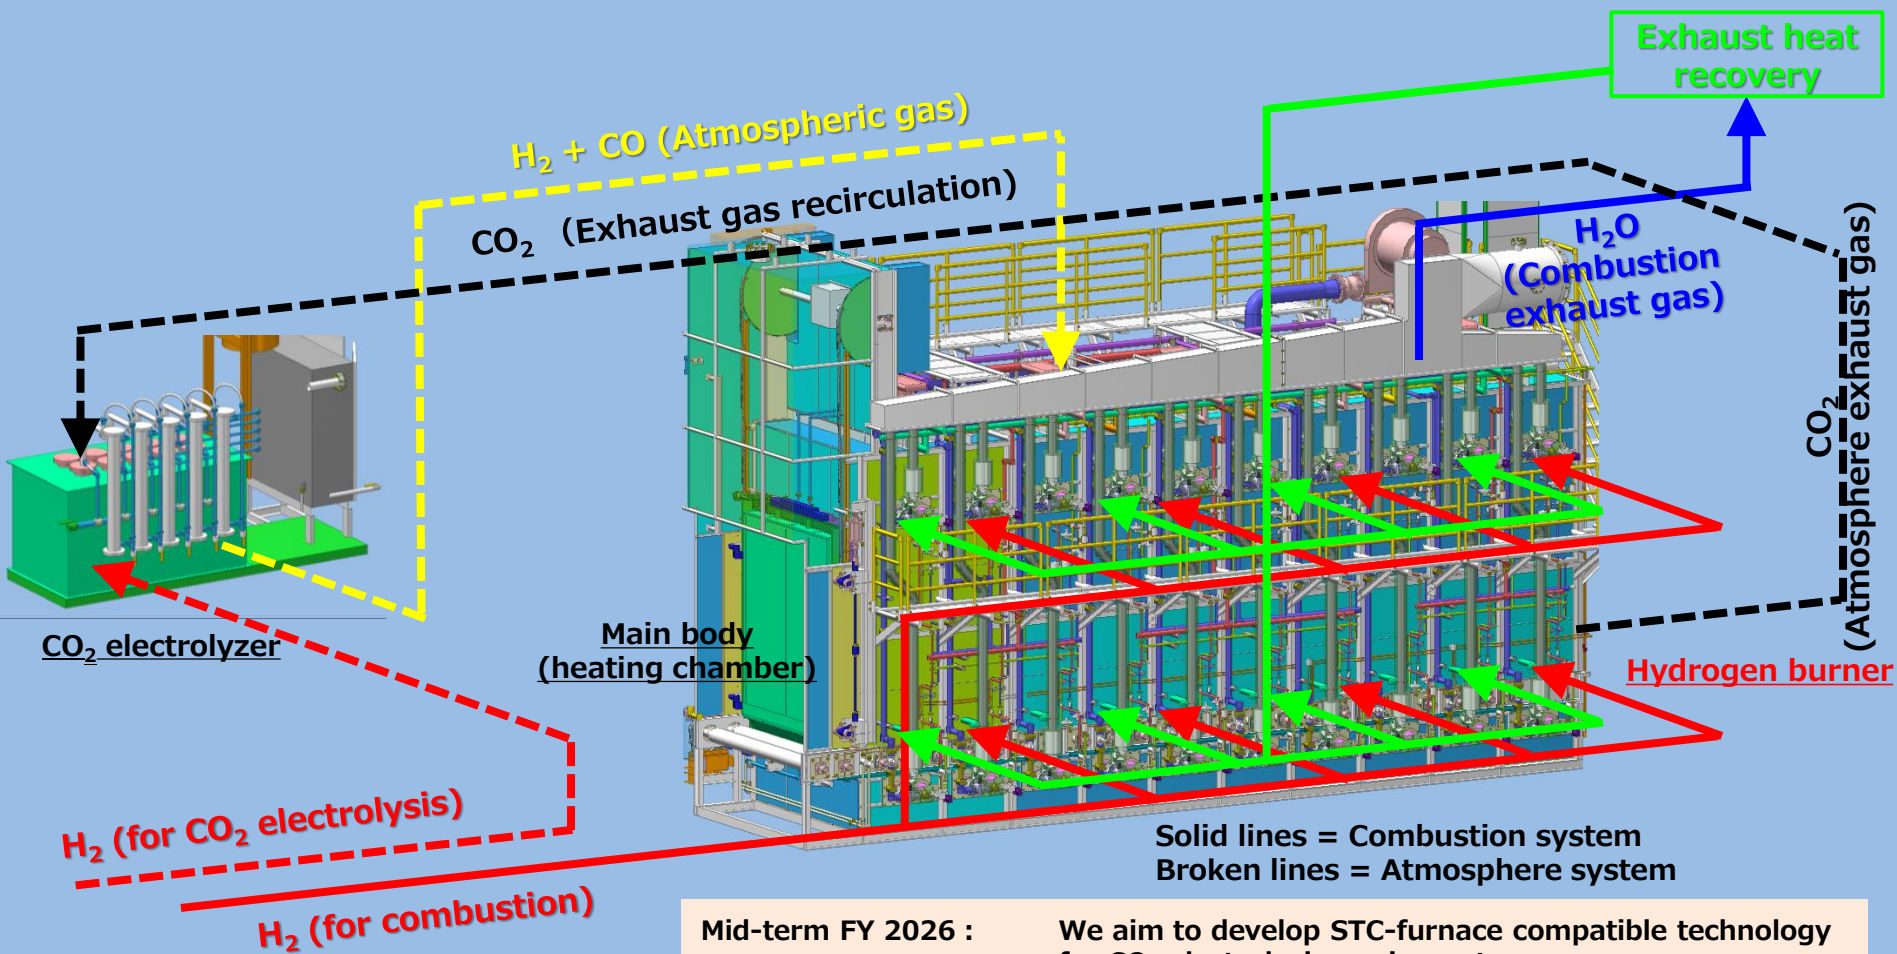 Exhaust heat
recovery
H₂ + CO (Atmospheric gas)
CO₂ (Exhaust gas recirculation)
H₂O
(Combustion
exhaust gas)
CO₂
(Atmosphere exhaust gas)
CO₂ electrolyzer
Main body
(heating chamber)
Hydrogen burner
H₂ (for CO₂ electrolysis)
H₂ (for combustion)
Solid lines = Combustion system
Broken lines = Atmosphere system
Mid-term FY 2026 : We aim to develop STC-furnace compatible technology